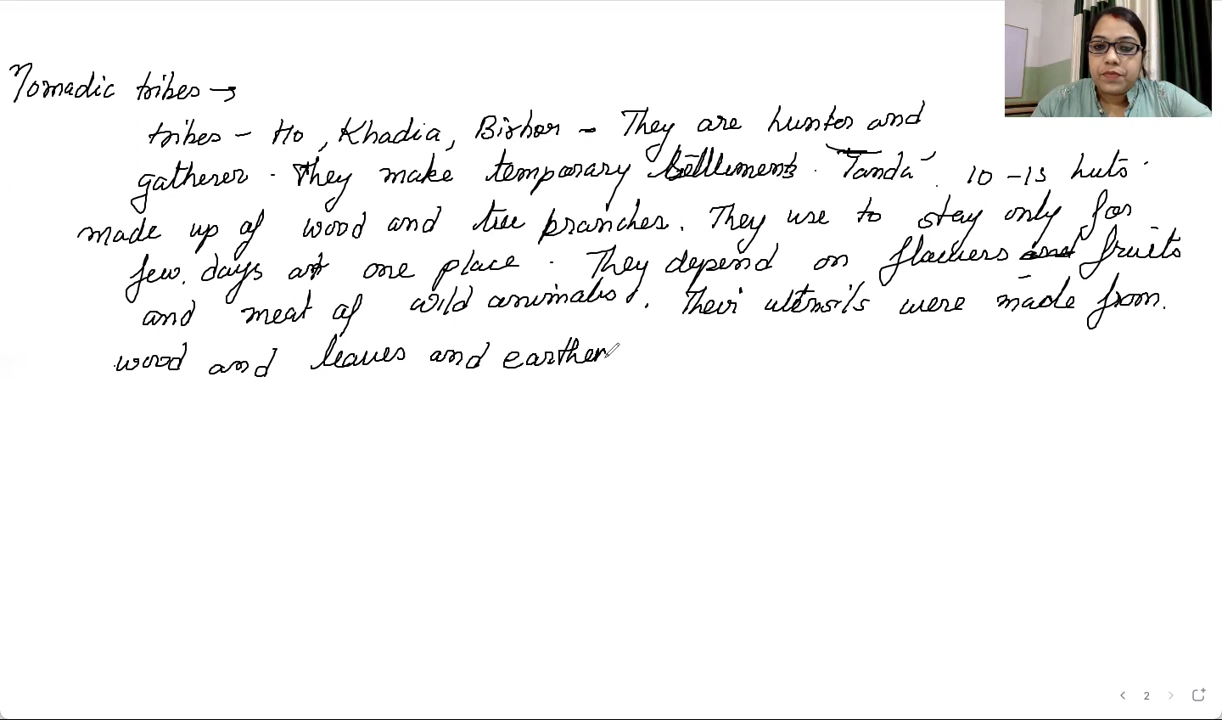 Nomadic tribes →
tribes - Ho, Khadia, Birhor - They are hunter and
gatherer. They make temporary settlements. "Tanda". 10-15 huts.
made up of wood and tree branches. They use to stay only for
few days at one place. They depend on flowers, fruits
and meat of wild animals. Their utensils were made from.
wood and leaves and earthen
2